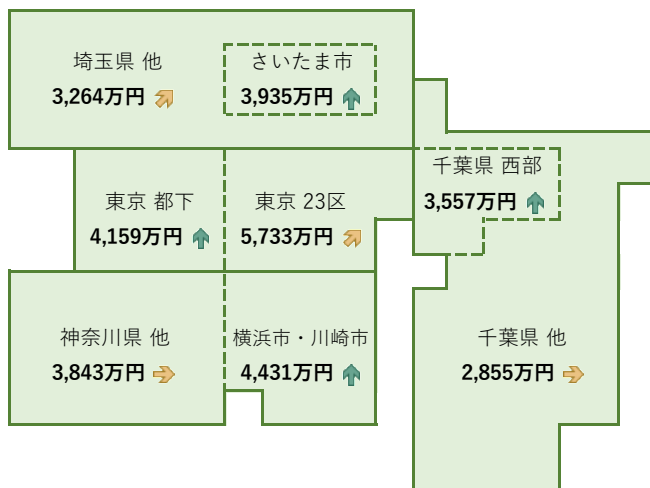 埼玉県 他
3,264万円
さいたま市
3,935万円
千葉県 西部
3,557万円
東京 都下
4,159万円
東京 23区
5,733万円
神奈川県 他
3,843万円
横浜市・川崎市
4,431万円
千葉県 他
2,855万円